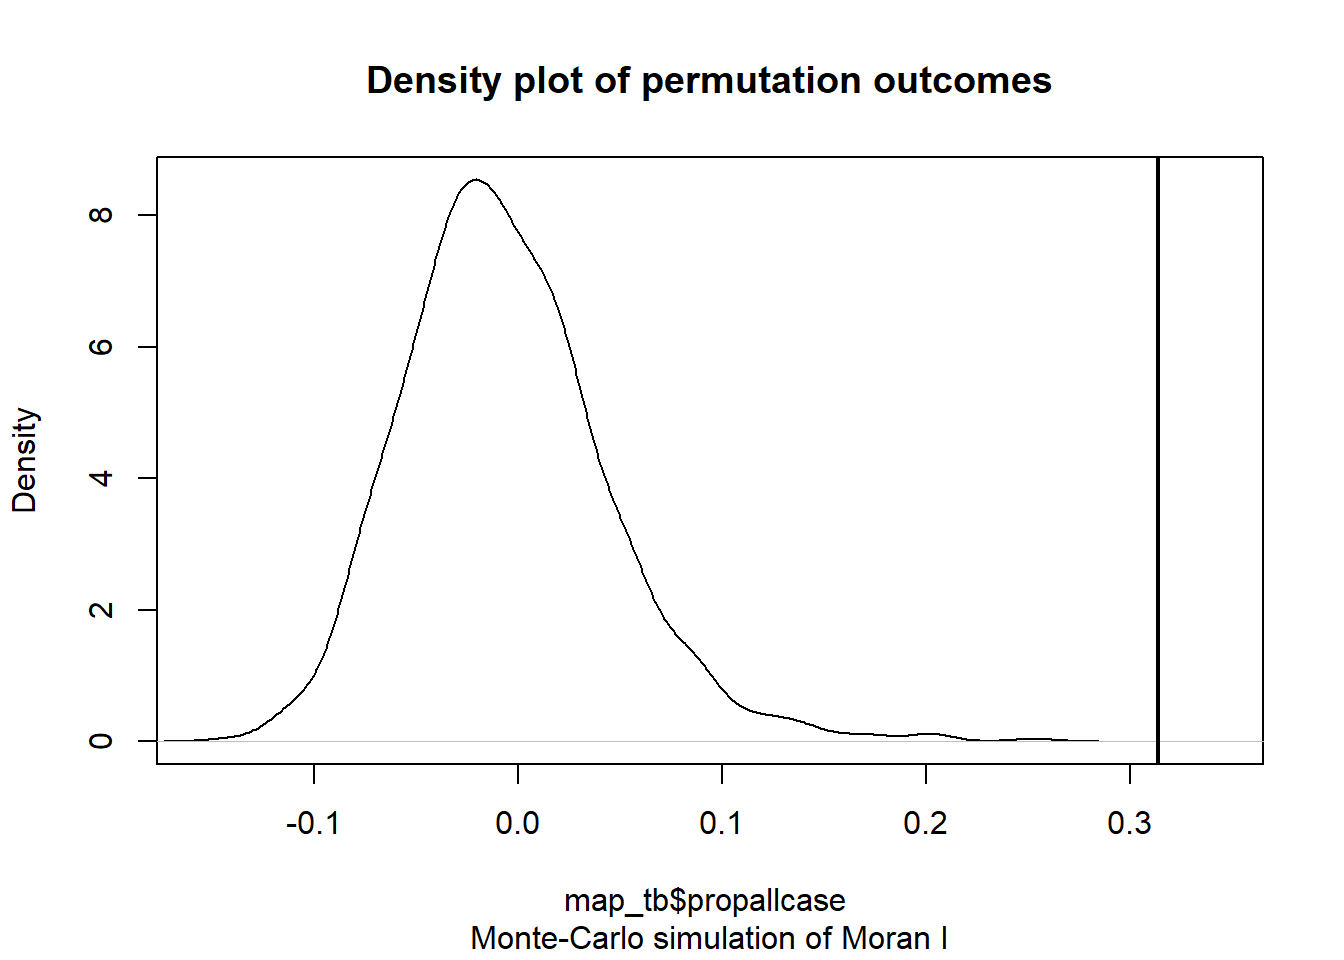 Density plot of permutation outcomes
Density
8
6
4
2
0
-0.1 0.0 0.1 0.2 0.3
map_tb$propallcase
Monte-Carlo simulation of Moran I